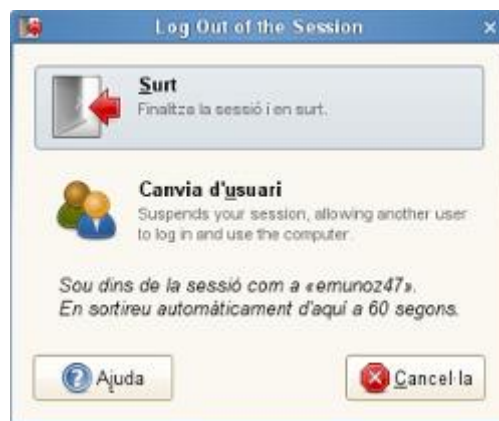 Log Out of the Session
Surt
Finalitza la sessió i en surt.
Canvia d'usuari
Suspends your session, allowing another user
to log in and use the computer.
Sou dins de la sessió com a «emunoz47».
En sortireu automàticament d'aquí a 60 segons.
Ajuda
Cancel·la